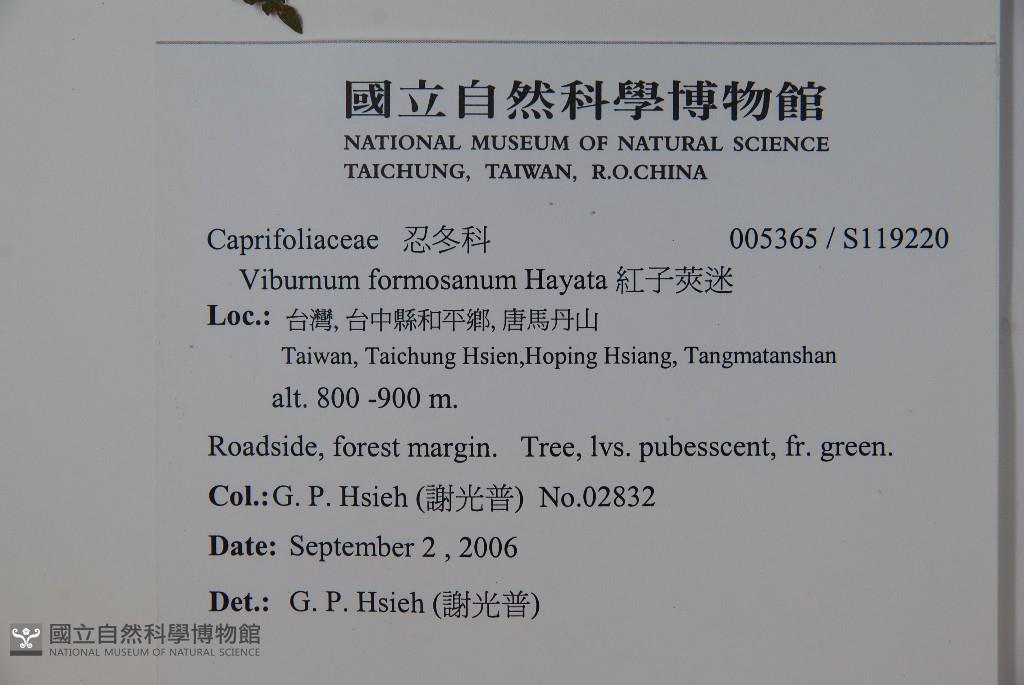 國立自然科學博物館
NATIONAL MUSEUM OF NATURAL SCIENCE
TAICHUNG, TAIWAN, R.O.CHINA
Caprifoliaceae 忍冬科 005365 / S119220
Viburnum formosanum Hayata 紅子莢迷
Loc.: 台灣, 台中縣和平鄉, 唐馬丹山
Taiwan, Taichung Hsien,Hoping Hsiang, Tangmatanshan
alt. 800 -900 m.
Roadside, forest margin. Tree, lvs. pubesscent, fr. green.
Col.: G. P. Hsieh (謝光普) No.02832
Date: September 2 , 2006
Det.: G. P. Hsieh (謝光普)
國立自然科學博物館
NATIONAL MUSEUM OF NATURAL SCIENCE